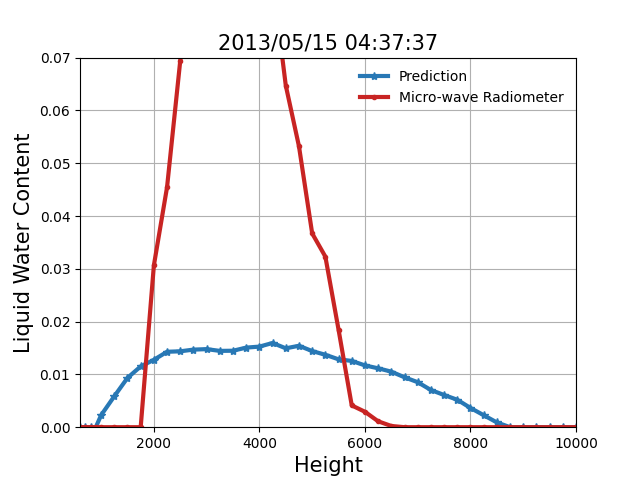 2013/05/15 04:37:37
Prediction
Micro-wave Radiometer
Liquid Water Content
0.07
0.06
0.05
0.04
0.03
0.02
0.01
0.00
2000 4000 6000 8000 10000
Height